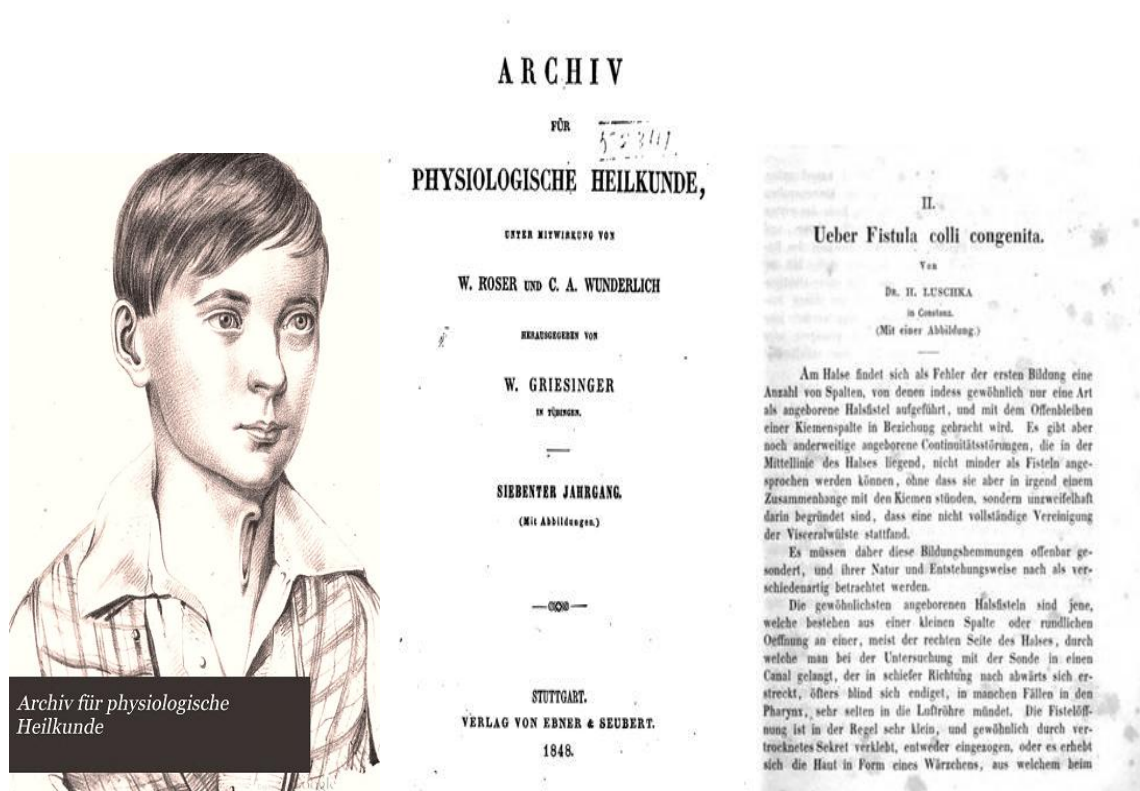 Archiv für physiologische
Heilkunde
ARCHIV
FÜR
PHYSIOLOGISCHE HEILKUNDE,
UNTER MITWIRKUNG VON
W. ROSER UND C. A. WUNDERLICH
HERAUSGEGEBEN VON
W. GRIESINGER
IN TÜBINGEN.
SIEBENTER JAHRGANG.
(Mit Abbildungen.)
STUTTGART.
VERLAG VON EBNER & SEUBERT.
1848.
II.
Ueber Fistula colli congenita.
Von
DR. H. LUSCHKA
in Constanz.
(Mit einer Abbildung.)
Am Halse findet sich als Fehler der ersten Bildung eine
Anzahl von Spalten, von denen indess gewöhnlich nur eine Art
als angeborene Halsfistel aufgeführt, und mit dem Offenbleiben
einer Kiemenspalte in Beziehung gebracht wird. Es gibt aber
noch anderweitige angeborene Continuitätsstörungen, die in der
Mittellinie des Halses liegend, nicht minder als Fisteln ange-
sprochen werden können, ohne dass sie aber in irgend einem
Zusammenhange mit den Kiemen stünden, sondern unzweifelhaft
darin begründet sind, dass eine nicht vollständige Vereinigung
der Visceralwülste stattfand.
Es müssen daher diese Bildungshemmungen offenbar ge-
sondert, und ihrer Natur und Entstehungsweise nach als ver-
schiedenartig betrachtet werden.
Die gewöhnlichsten angeborenen Halsfisteln sind jene,
welche bestehen aus einer kleinen Spalte oder rundlichen
Oeffnung an einer, meist der rechten Seite des Halses, durch
welche man bei der Untersuchung mit der Sonde in einen
Canal gelangt, der in schiefer Richtung nach abwärts sich er-
streckt, öfters blind sich endiget, in manchen Fällen in den
Pharynx, sehr selten in die Luftröhre mündet. Die Fistelöff-
nung ist in der Regel sehr klein, und gewöhnlich durch ver-
trocknetes Sekret verklebt, entweder eingezogen, oder es erhebt
sich die Haut in Form eines Wärzchens, aus welchem beim